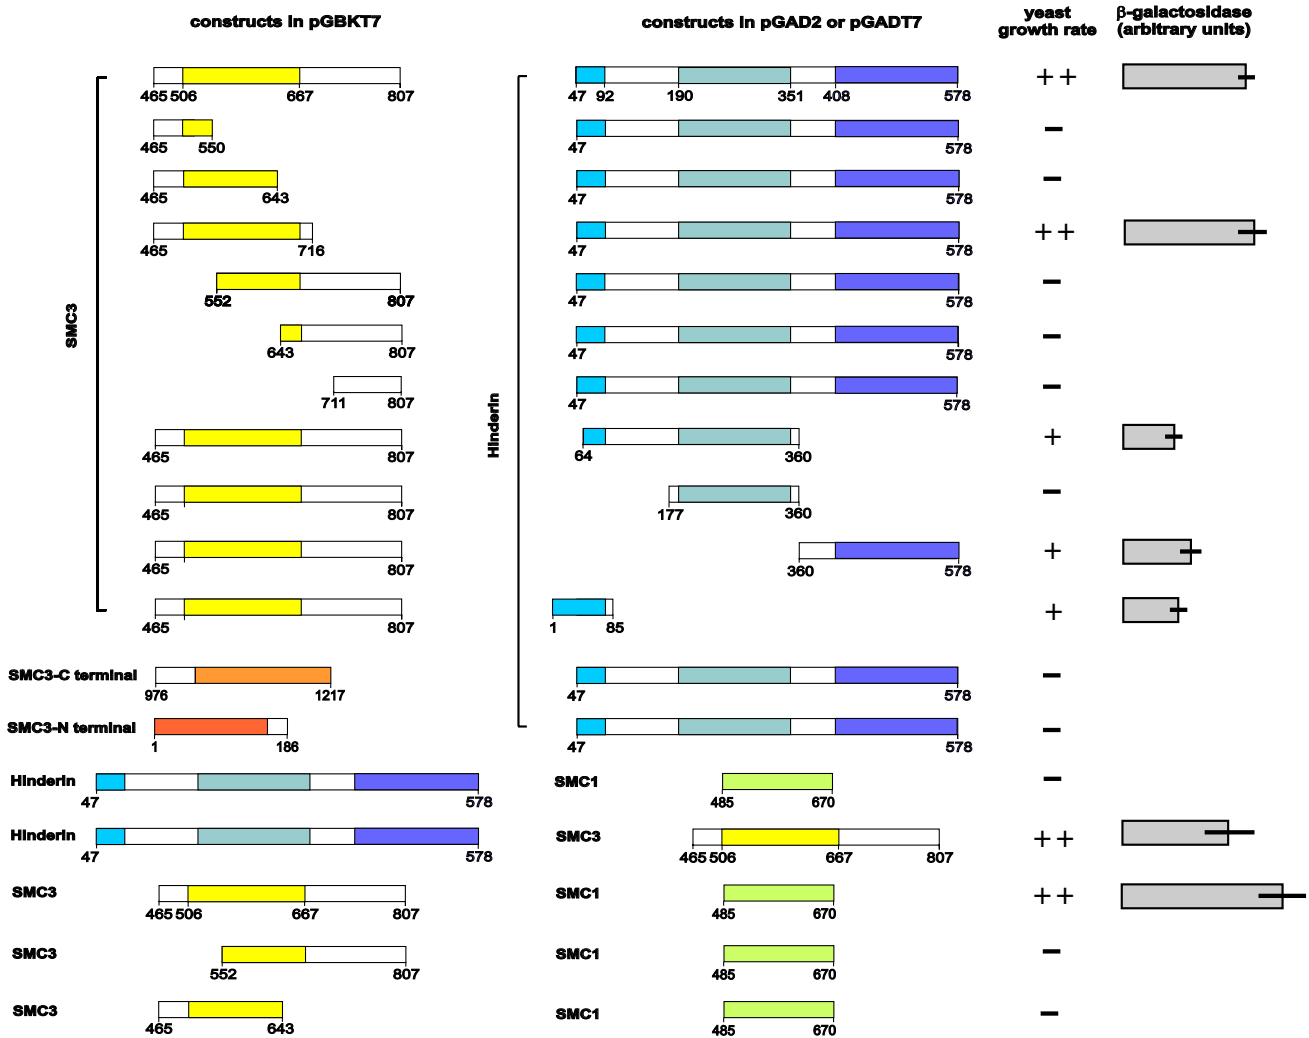 constructs in pGBKT7
constructs in pGAD2 or pGADT7
yeast growth rate
β-galactosidase (arbitrary units)
SMC3
Hinderin
465 506 667 807
47 92 190 351 408 578
++
465 550
47 578
−
465 643
47 578
−
465 716
47 578
++
552 807
47 578
−
643 807
47 578
−
711 807
47 578
−
465 807
64 360
+
465 807
177 360
−
465 807
360 578
+
465 807
1 85
+
SMC3-C terminal
976 1217
47 578
−
SMC3-N terminal
1 186
47 578
−
Hinderin
47 578
SMC1
485 670
−
Hinderin
47 578
SMC3
465 506 667 807
++
SMC3
465 506 667 807
SMC1
485 670
++
SMC3
552 807
SMC1
485 670
−
SMC3
465 643
SMC1
485 670
−